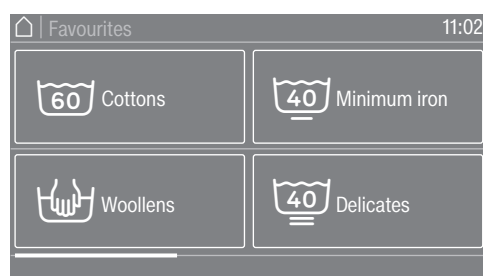 Favourites 11:02
60 Cottons
40 Minimum iron
Woollens
40 Delicates